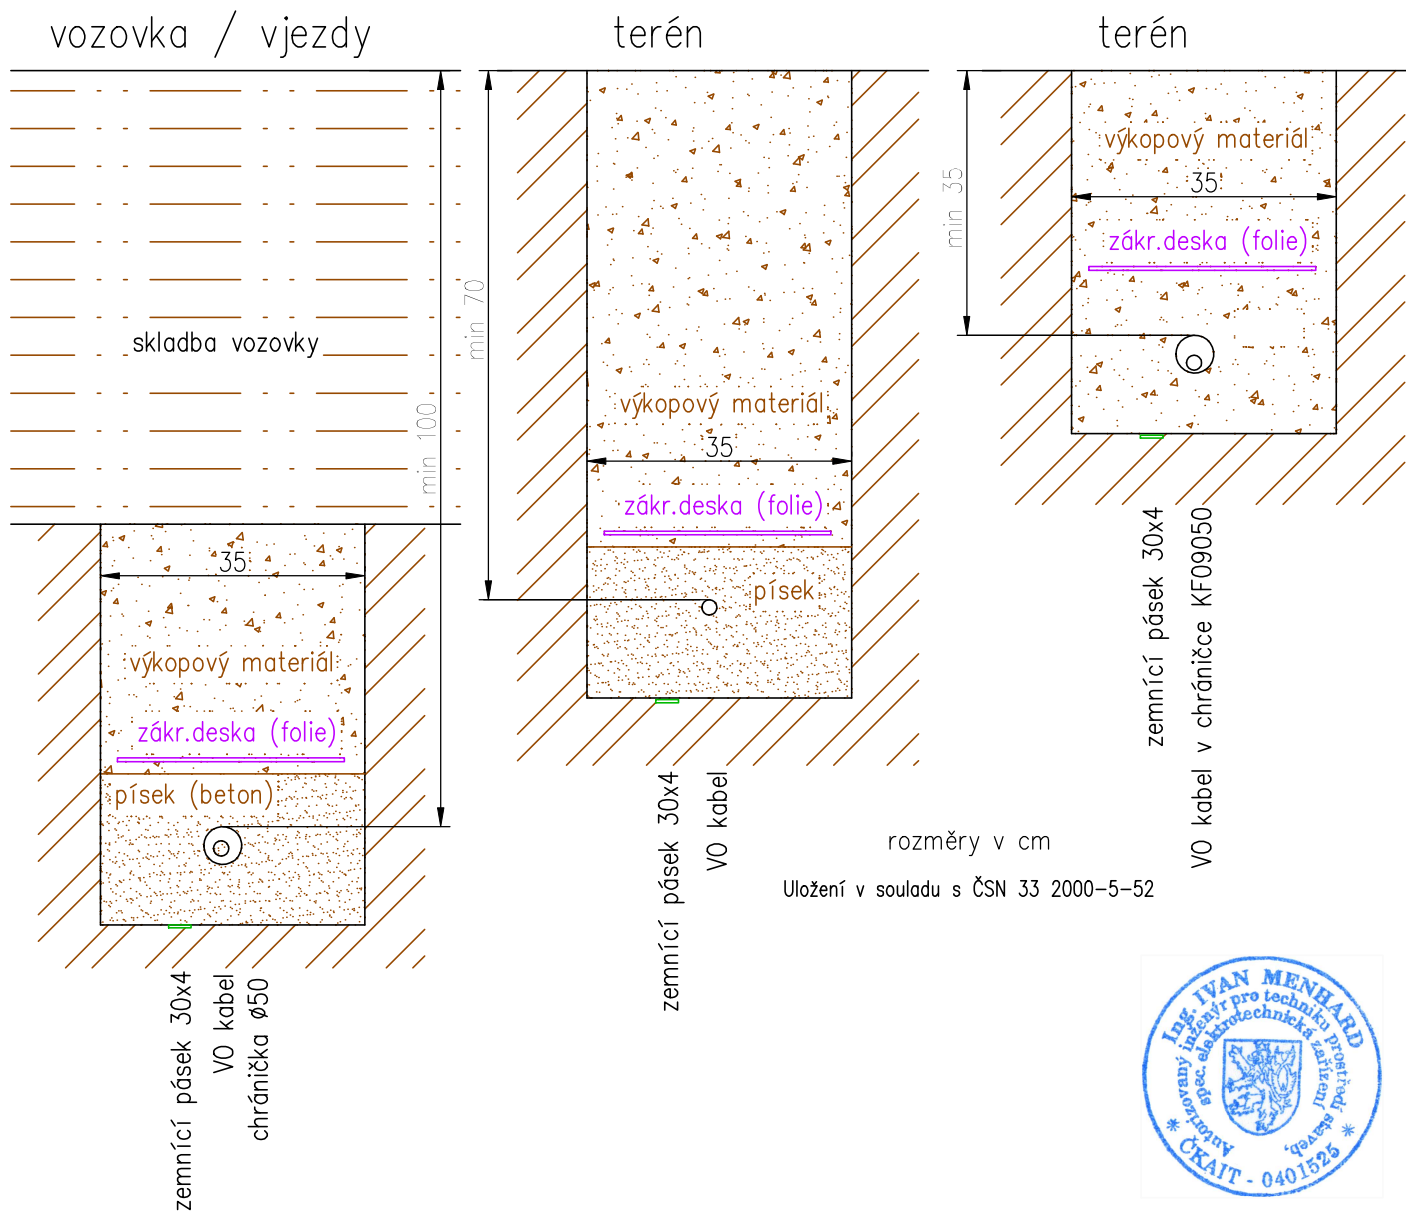 vozovka / vjezdy
skladba vozovky
min 100
35
výkopový materiál
zákr.deska (folie)
písek (beton)
zemnící pásek 30x4
VO kabel
chránička ø50
terén
min 70
výkopový materiál
35
zákr.deska (folie)
písek
zemnící pásek 30x4
VO kabel
terén
min 35
výkopový materiál
35
zákr.deska (folie)
zemnící pásek 30x4
VO kabel v chráničce KF09050
rozměry v cm
Uložení v souladu s ČSN 33 2000-5-52
Ing. IVAN MENHARD
Autorizovaný inženýr pro techniku prostředí staveb,
spec. elektrotechnická zařízení
* ČKAIT - 0401525 *